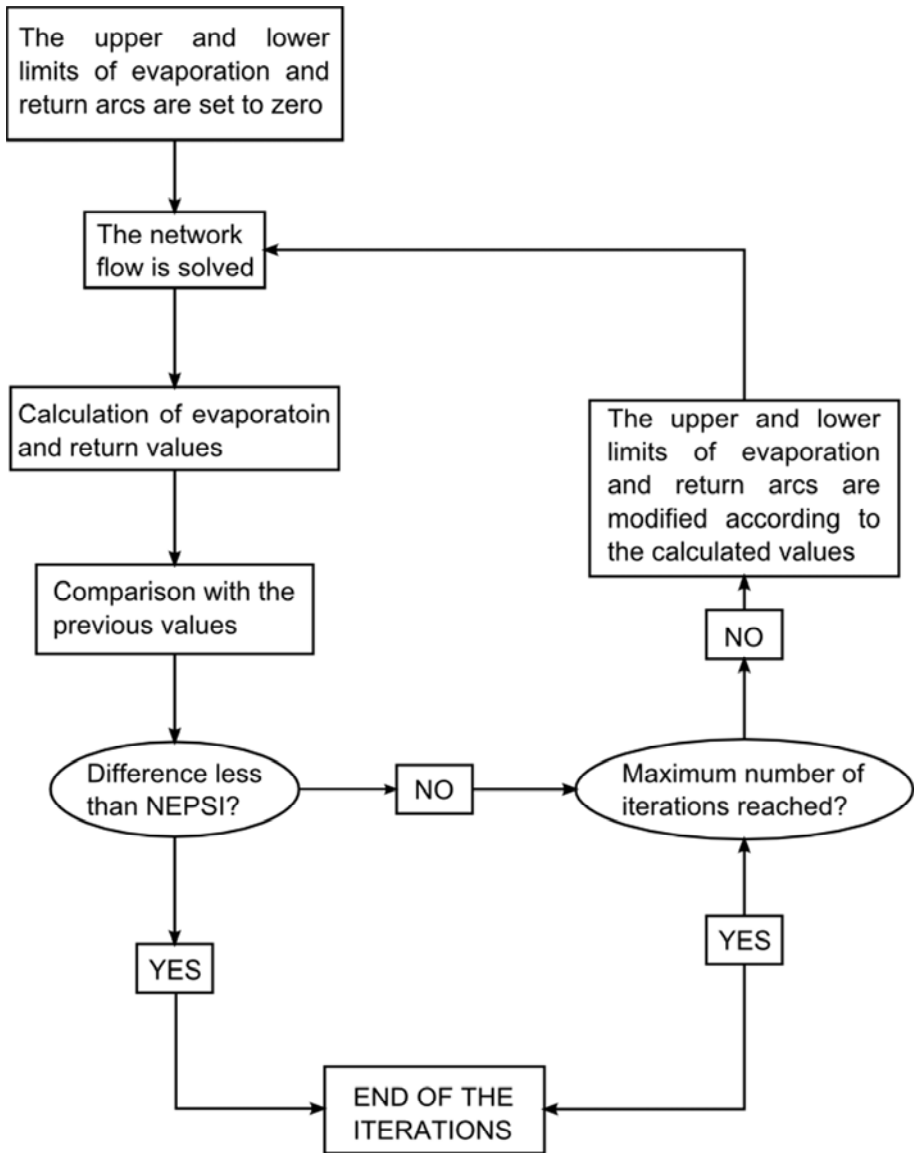 The upper and lower
limits of evaporation and
return arcs are set to zero
The network
flow is solved
Calculation of evaporatoin
and return values
The upper and lower
limits of evaporation
and return arcs are
modified according to
the calculated values
Comparison with the
previous values
NO
Difference less
than NEPSI?
NO
Maximum number of
iterations reached?
YES
YES
END OF THE
ITERATIONS